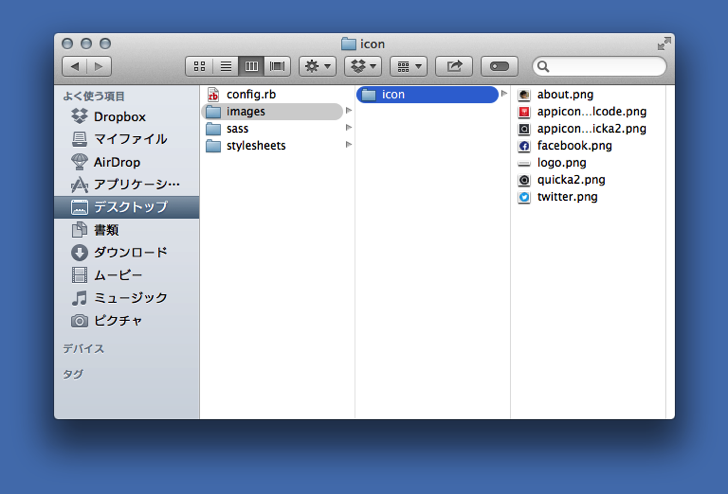 icon
よく使う項目
Dropbox
マイファイル
AirDrop
アプリケーシ…
デスクトップ
書類
ダウンロード
ムービー
ミュージック
ピクチャ
デバイス
タグ
config.rb
images
sass
stylesheets
icon
about.png
appicon...lcode.png
appicon...icka2.png
facebook.png
logo.png
quicka2.png
twitter.png